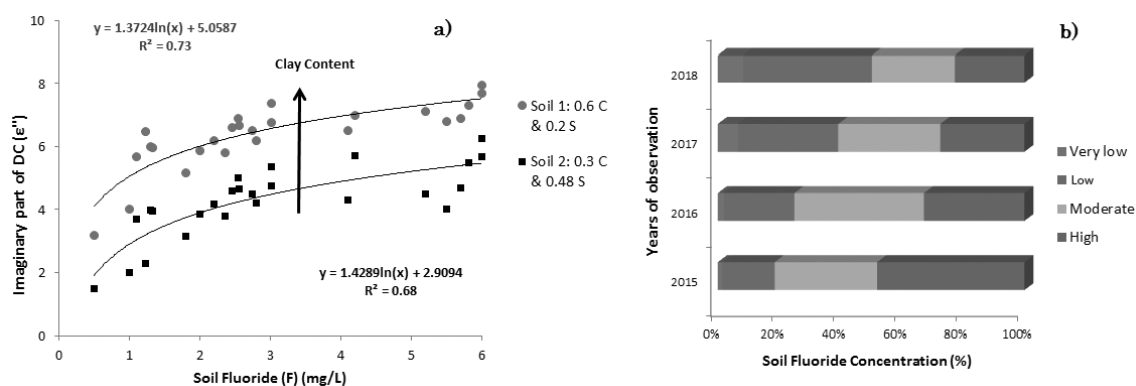 a)
y = 1.3724ln(x) + 5.0587
R² = 0.73
Clay Content
y = 1.4289ln(x) + 2.9094
R² = 0.68
Imaginary part of DC (ε")
10
8
6
4
2
0
0 1 2 3 4 5 6
Soil Fluoride (F) (mg/L)
Soil 1: 0.6 C
& 0.2 S
Soil 2: 0.3 C
& 0.48 S
b)
Years of observation
2018
2017
2016
2015
0% 20% 40% 60% 80% 100%
Soil Fluoride Concentration (%)
Very low
Low
Moderate
High